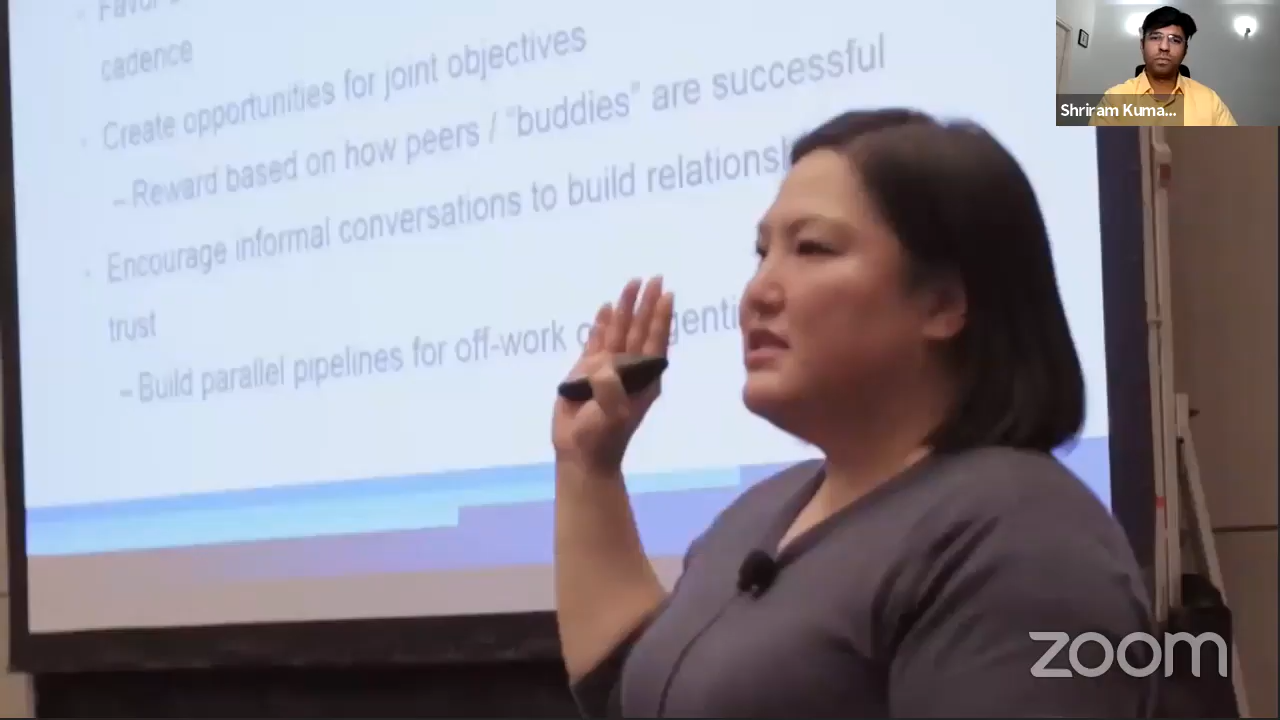 Favor
cadence
Create opportunities for joint objectives
– Reward based on how peers / "buddies" are successful
Encourage informal conversations to build
trust
– Build parallel pipelines for off-work
Shriram Kuma...
zoom